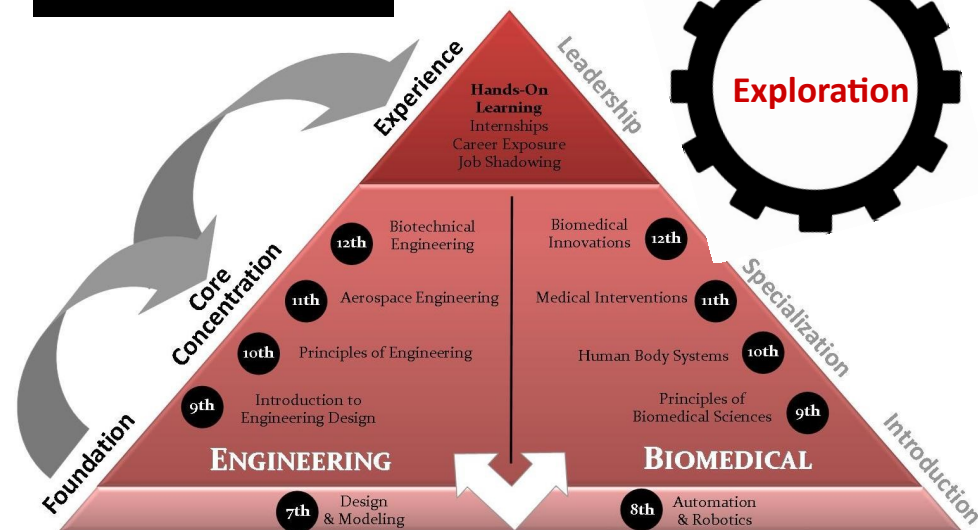 Exploration
Experience
Leadership
Hands-On
Learning
Internships
Career Exposure
Job Shadowing
Core
Concentration
Specialization
12th
Biotechnical
Engineering
11th
Aerospace Engineering
10th
Principles of Engineering
9th
Introduction to
Engineering Design
ENGINEERING
Biomedical
Innovations
12th
Medical Interventions
11th
Human Body Systems
10th
Principles of
Biomedical Sciences
9th
BIOMEDICAL
Foundation
Introduction
7th
Design
& Modeling
8th
Automation
& Robotics